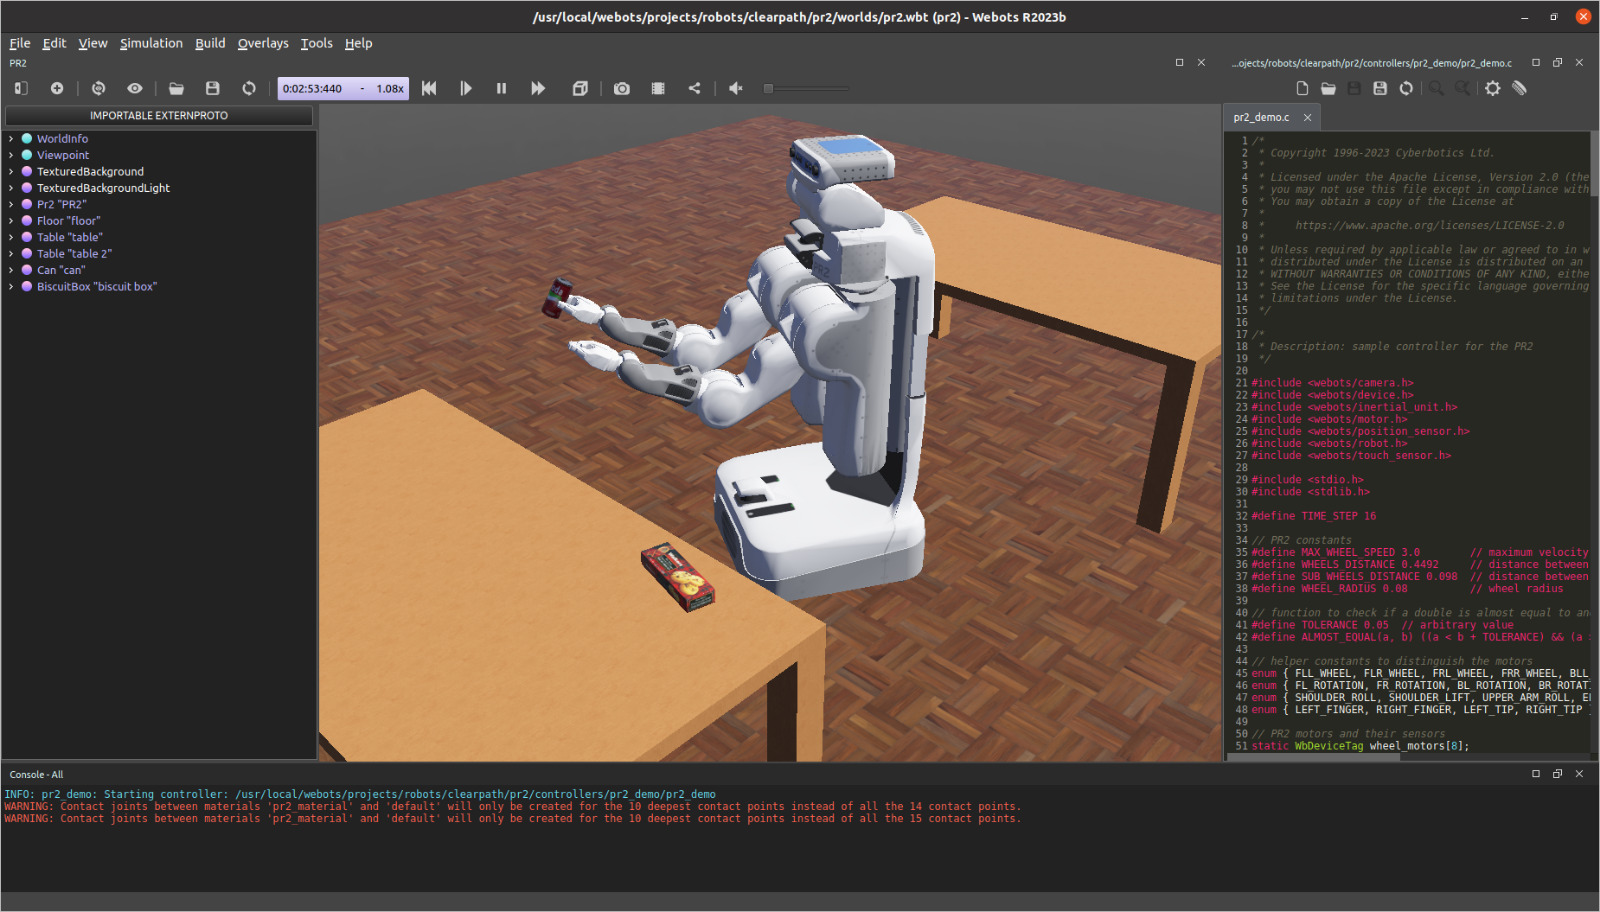 /usr/local/webots/projects/robots/clearpath/pr2/worlds/pr2.wbt (pr2) - Webots R2023b
File Edit View Simulation Build Overlays Tools Help
PR2
0:02:53:440 - 1.08x
IMPORTABLE EXTERNPROTO
WorldInfo
Viewpoint
TexturedBackground
TexturedBackgroundLight
Pr2 "PR2"
Floor "floor"
Table "table"
Table "table 2"
Can "can"
BiscuitBox "biscuit box"
PR2
...ojects/robots/clearpath/pr2/controllers/pr2_demo/pr2_demo.c
pr2_demo.c
1 /*
2 * Copyright 1996-2023 Cyberbotics Ltd.
3 *
4 * Licensed under the Apache License, Version 2.0 (the
5 * you may not use this file except in compliance with
6 * You may obtain a copy of the License at
7 *
8 * https://www.apache.org/licenses/LICENSE-2.0
9 *
10 * Unless required by applicable law or agreed to in w
11 * distributed under the License is distributed on an
12 * WITHOUT WARRANTIES OR CONDITIONS OF ANY KIND, eithe
13 * See the License for the specific language governing
14 * limitations under the License.
15 */
16
17 /*
18 * Description: sample controller for the PR2
19 */
20
21 #include <webots/camera.h>
22 #include <webots/device.h>
23 #include <webots/inertial_unit.h>
24 #include <webots/motor.h>
25 #include <webots/position_sensor.h>
26 #include <webots/robot.h>
27 #include <webots/touch_sensor.h>
28
29 #include <stdio.h>
30 #include <stdlib.h>
31
32 #define TIME_STEP 16
33
34 // PR2 constants
35 #define MAX_WHEEL_SPEED 3.0 // maximum velocity
36 #define WHEELS_DISTANCE 0.4492 // distance between
37 #define SUB_WHEELS_DISTANCE 0.098 // distance between
38 #define WHEEL_RADIUS 0.08 // wheel radius
39
40 // function to check if a double is almost equal to an
41 #define TOLERANCE 0.05 // arbitrary value
42 #define ALMOST_EQUAL(a, b) ((a < b + TOLERANCE) && (a
43
44 // helper constants to distinguish the motors
45 enum { FLL_WHEEL, FLR_WHEEL, FRL_WHEEL, FRR_WHEEL, BLL
46 enum { FL_ROTATION, FR_ROTATION, BL_ROTATION, BR_ROTAT
47 enum { SHOULDER_ROLL, SHOULDER_LIFT, UPPER_ARM_ROLL, E
48 enum { LEFT_FINGER, RIGHT_FINGER, LEFT_TIP, RIGHT_TIP
49
50 // PR2 motors and their sensors
51 static WbDeviceTag wheel_motors[8];
Console - All
INFO: pr2_demo: Starting controller: /usr/local/webots/projects/robots/clearpath/pr2/controllers/pr2_demo/pr2_demo
WARNING: Contact joints between materials 'pr2_material' and 'default' will only be created for the 10 deepest contact points instead of all the 14 contact points.
WARNING: Contact joints between materials 'pr2_material' and 'default' will only be created for the 10 deepest contact points instead of all the 15 contact points.